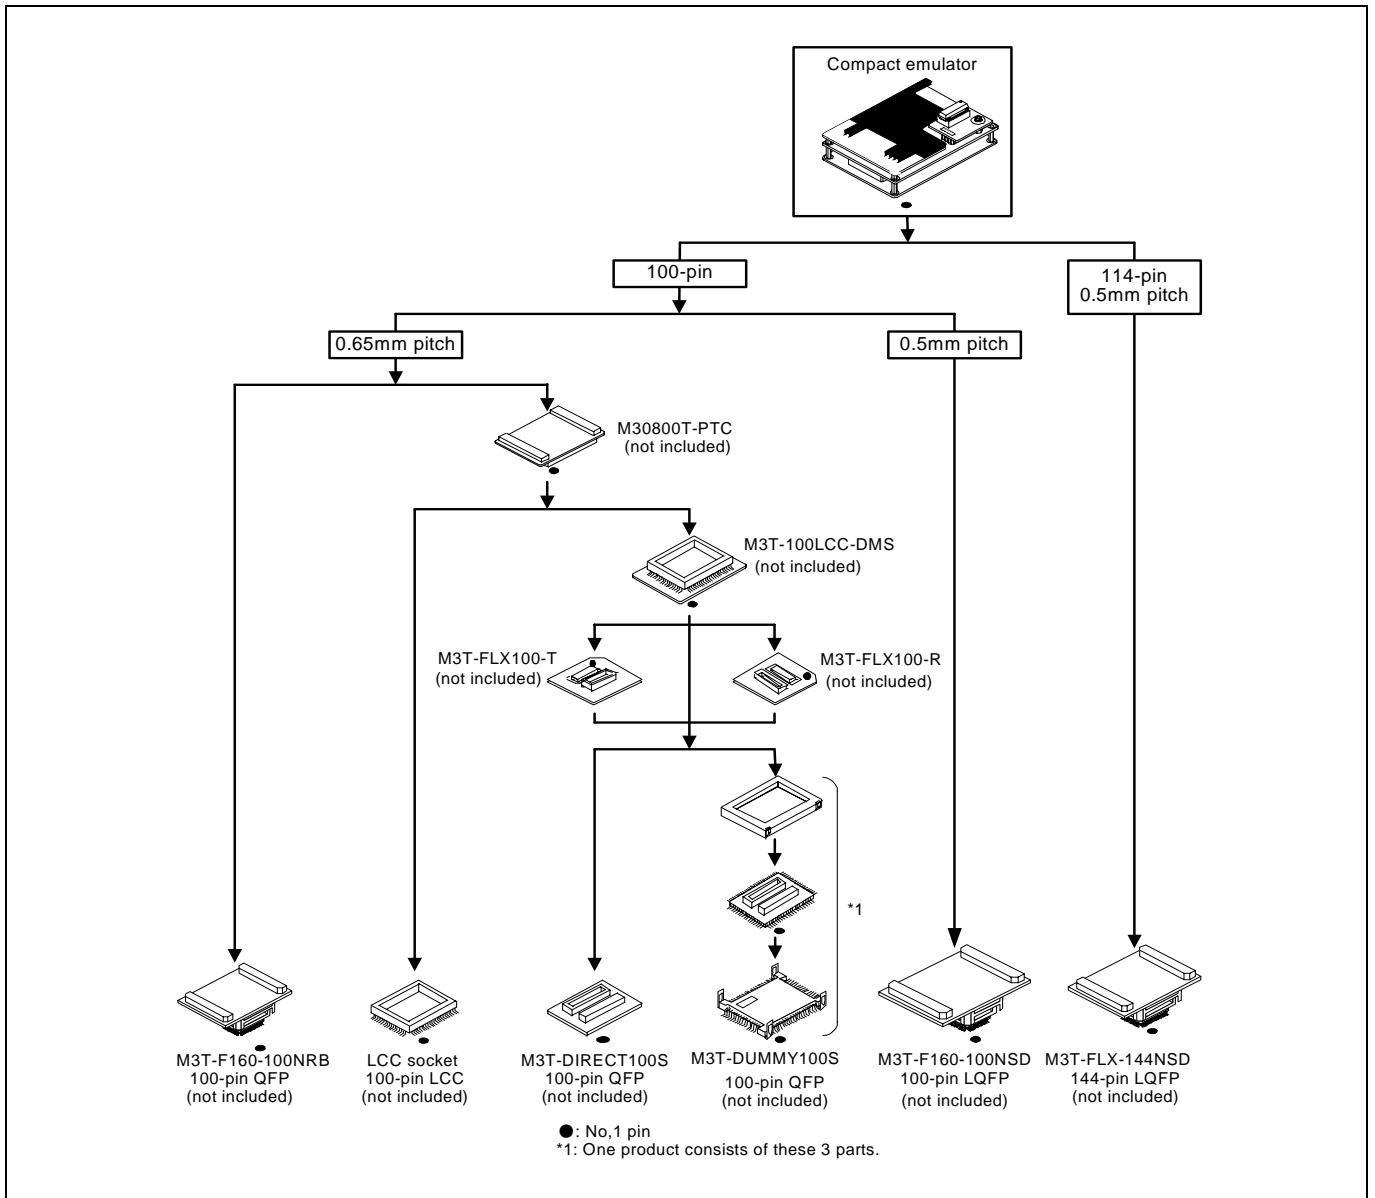 Compact emulator
100-pin
114-pin
0.5mm pitch
0.65mm pitch
0.5mm pitch
M30800T-PTC
(not included)
M3T-100LCC-DMS
(not included)
M3T-FLX100-T
(not included)
M3T-FLX100-R
(not included)
*1
M3T-F160-100NRB
100-pin QFP
(not included)
LCC socket
100-pin LCC
(not included)
M3T-DIRECT100S
100-pin QFP
(not included)
M3T-DUMMY100S
100-pin QFP
(not included)
M3T-F160-100NSD
100-pin LQFP
(not included)
M3T-FLX-144NSD
144-pin LQFP
(not included)
●: No,1 pin
*1: One product consists of these 3 parts.